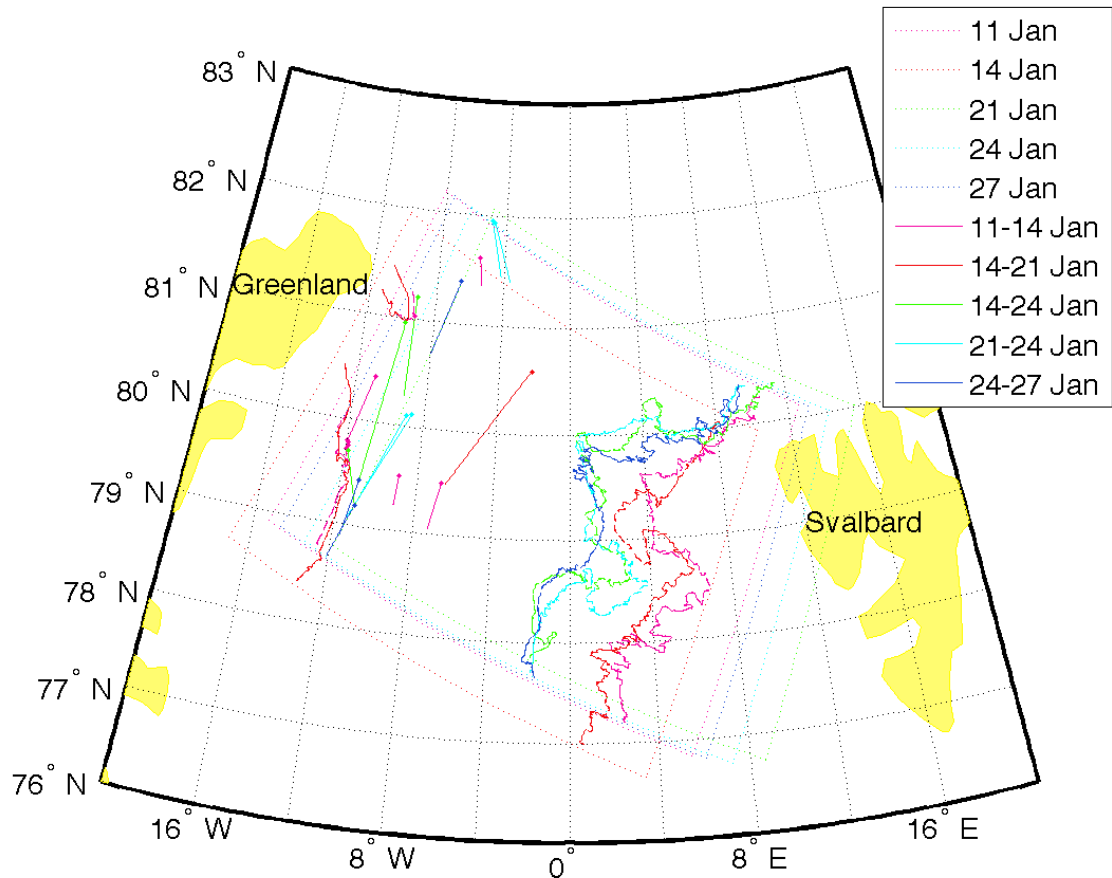 11 Jan
14 Jan
21 Jan
24 Jan
27 Jan
11-14 Jan
14-21 Jan
14-24 Jan
21-24 Jan
24-27 Jan
83° N
82° N
81° N
80° N
79° N
78° N
77° N
76° N
Greenland
Svalbard
16° W
8° W
0°
8° E
16° E